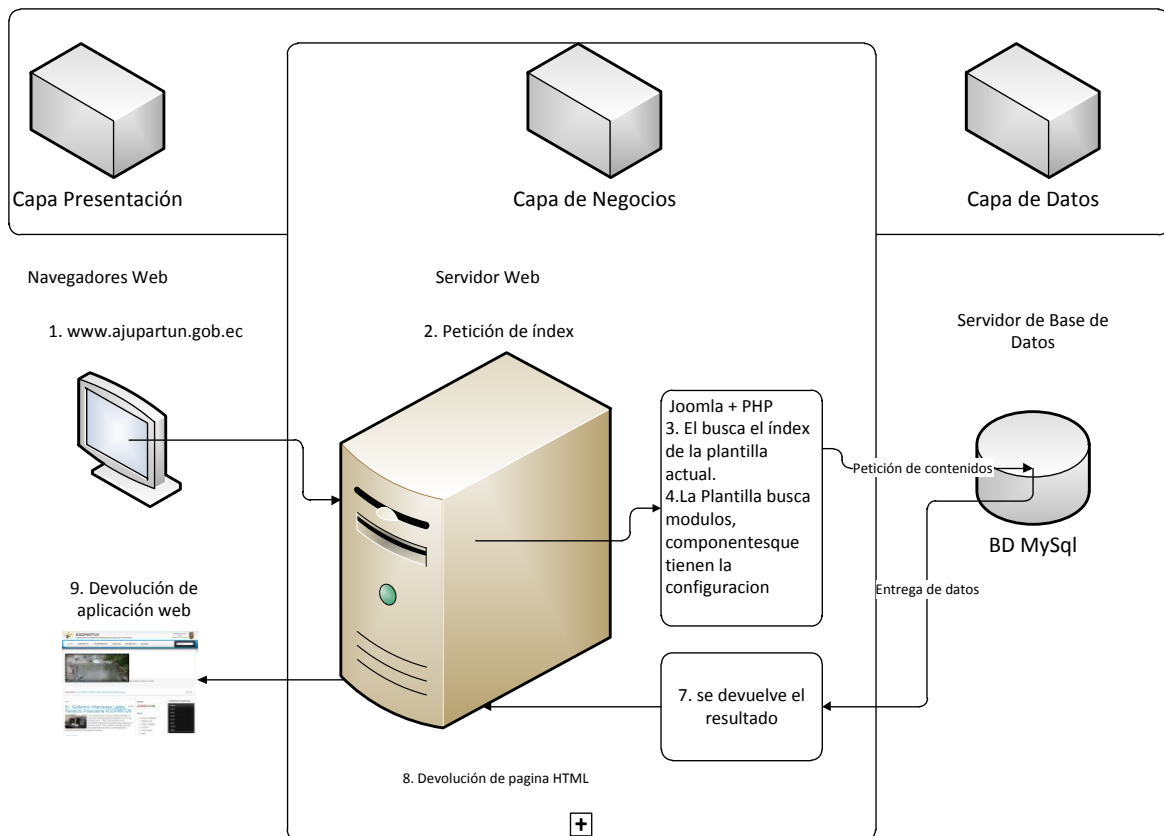 Capa Presentación
Capa de Negocios
Capa de Datos
Navegadores Web
Servidor Web
1. www.ajupartun.gob.ec
2. Petición de índex
Servidor de Base de
Datos
Joomla + PHP
3. El busca el índex
de la plantilla
actual.
4.La Plantilla busca
modulos,
componentesque
tienen la
configuracion
Petición de contenidos
BD MySql
Entrega de datos
9. Devolución de
aplicación web
7. se devuelve el
resultado
8. Devolución de pagina HTML